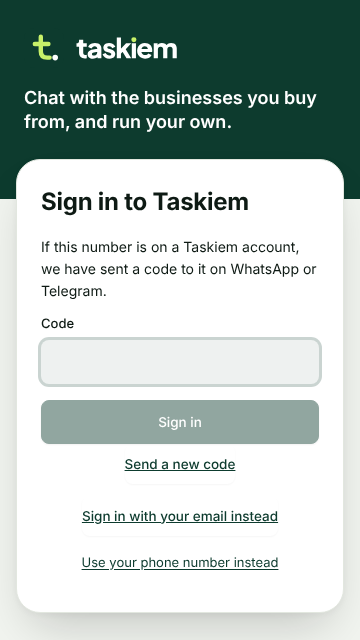 taskiem
Chat with the businesses you buy
from, and run your own.
Sign in to Taskiem
If this number is on a Taskiem account,
we have sent a code to it on WhatsApp or
Telegram.
Code
Sign in
Send a new code
Sign in with your email instead
Use your phone number instead